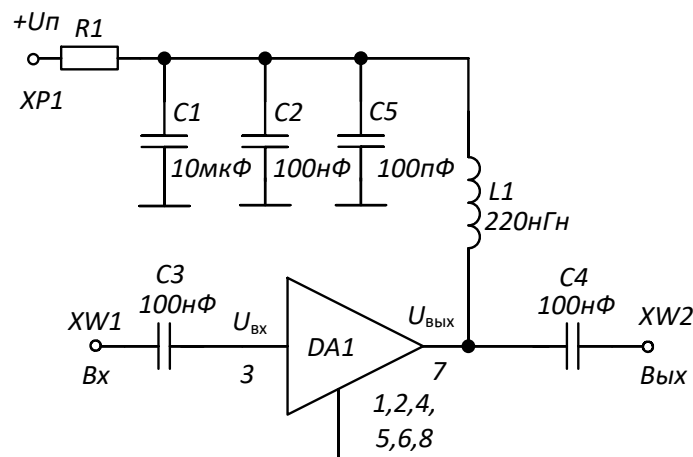 +Uп
R1
XP1
C1
C2
C5
10мкФ
100нФ
100пФ
L1
220нГн
C3
100нФ
C4
100нФ
XW1
Uвх
DA1
Uвых
XW2
Вх
3
7
Вых
1,2,4,
5,6,8